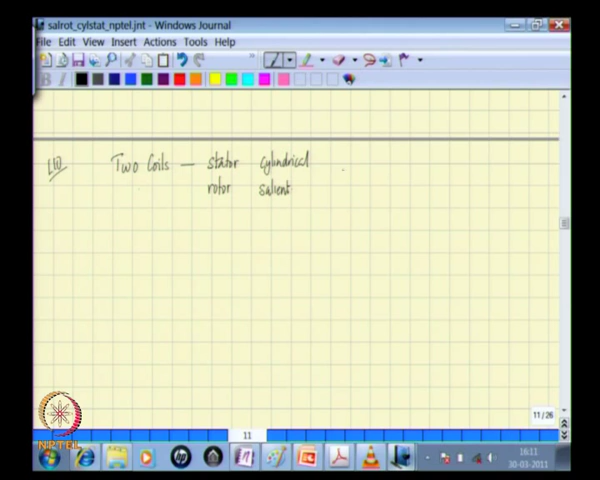 salrot_cylstat_nptel.jnt - Windows Journal
File Edit View Insert Actions Tools Help
B I
L10 Two Coils — stator cylindrical
rotor salient
11/26
11
NPTEL
16:11
30-03-2011